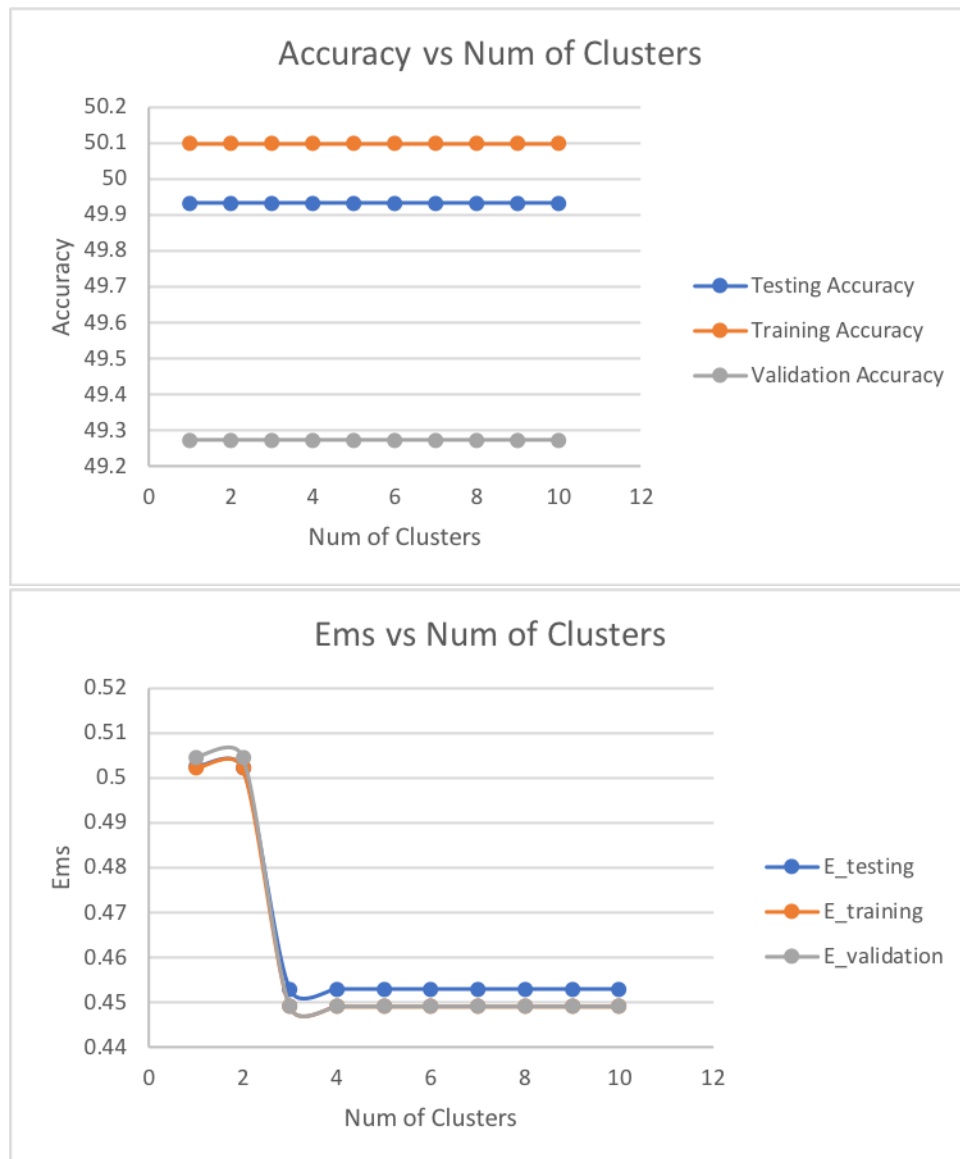 Accuracy vs Num of Clusters
50.2
50.1
50
49.9
49.8
49.7
49.6
49.5
49.4
49.3
49.2
Accuracy
0 2 4 6 8 10 12
Num of Clusters
Testing Accuracy
Training Accuracy
Validation Accuracy
Ems vs Num of Clusters
0.52
0.51
0.5
0.49
0.48
0.47
0.46
0.45
0.44
Ems
0 2 4 6 8 10 12
Num of Clusters
E_testing
E_training
E_validation